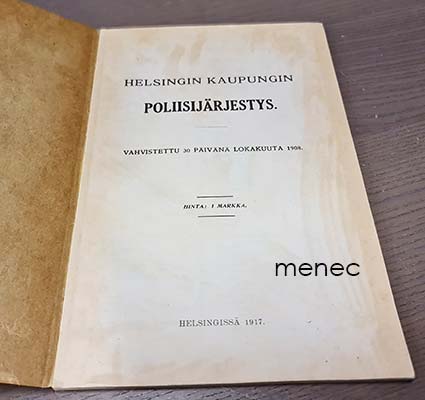 HELSINGIN KAUPUNGIN
POLIISIJÄRJESTYS.
VAHVISTETTU 30 PÄIVÄNÄ LOKAKUUTA 1908.
HINTA: 1 MARKKA.
menec
HELSINGISSÄ 1917.